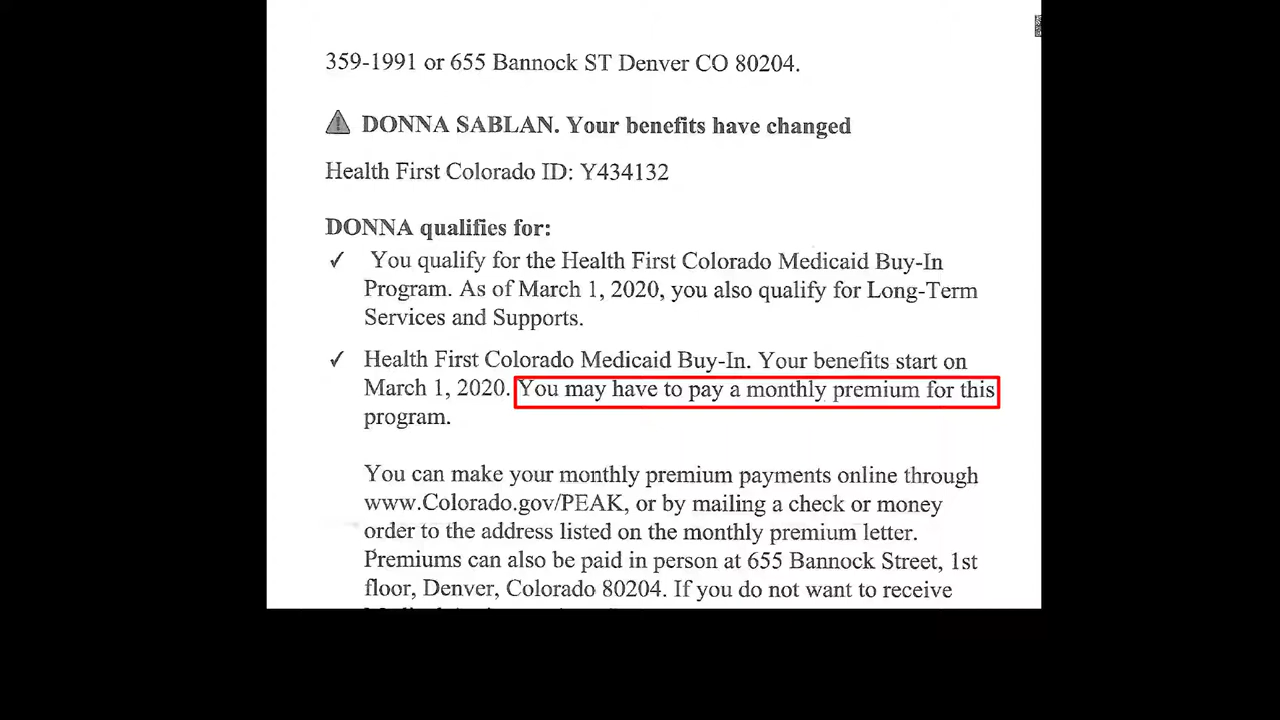 359-1991 or 655 Bannock ST Denver CO 80204.
DONNA SABLAN. Your benefits have changed
Health First Colorado ID: Y434132
DONNA qualifies for:
✓ You qualify for the Health First Colorado Medicaid Buy-In
Program. As of March 1, 2020, you also qualify for Long-Term
Services and Supports.
✓ Health First Colorado Medicaid Buy-In. Your benefits start on
March 1, 2020. You may have to pay a monthly premium for this
program.
You can make your monthly premium payments online through
www.Colorado.gov/PEAK, or by mailing a check or money
order to the address listed on the monthly premium letter.
Premiums can also be paid in person at 655 Bannock Street, 1st
floor, Denver, Colorado 80204. If you do not want to receive